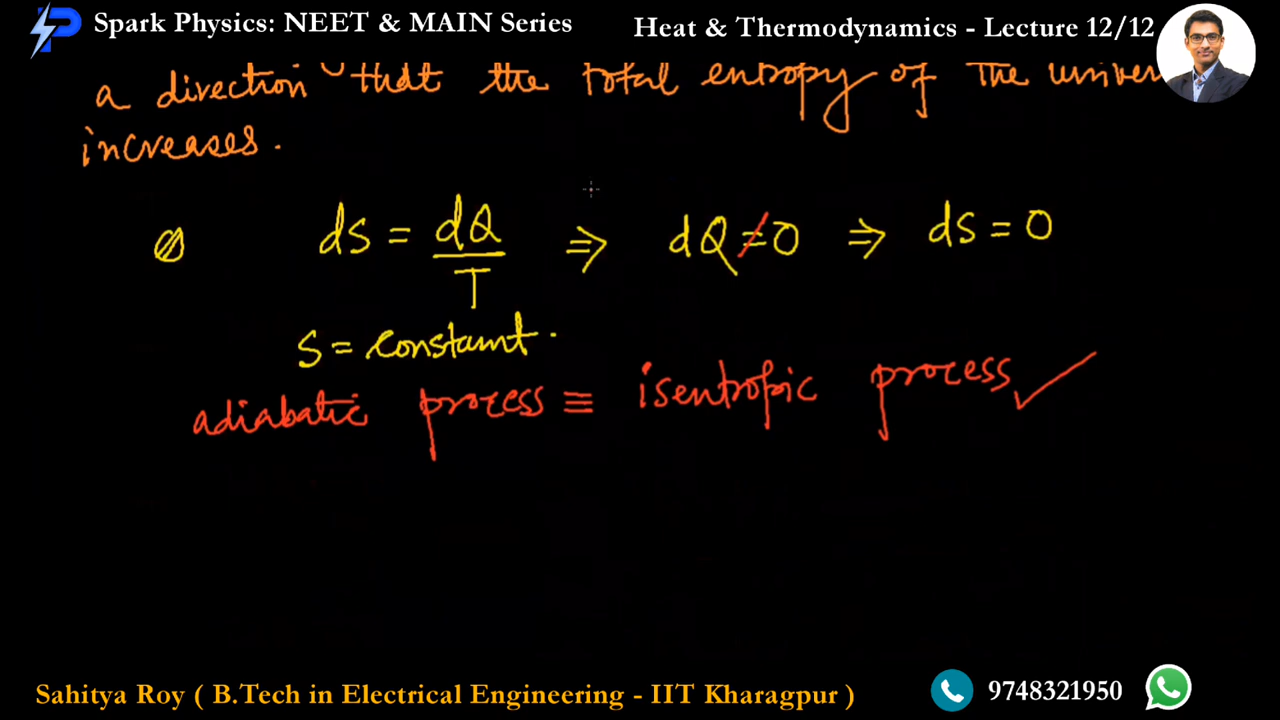 Spark Physics: NEET & MAIN Series
Heat & Thermodynamics - Lecture 12/12
a direction that the total entropy of the univer
increases.
ds = dQ/T ⇒ dQ ≠ 0 ⇒ ds = 0
s = constant.
adiabatic process ≡ isentropic process ✓
Sahitya Roy ( B.Tech in Electrical Engineering - IIT Kharagpur )
9748321950